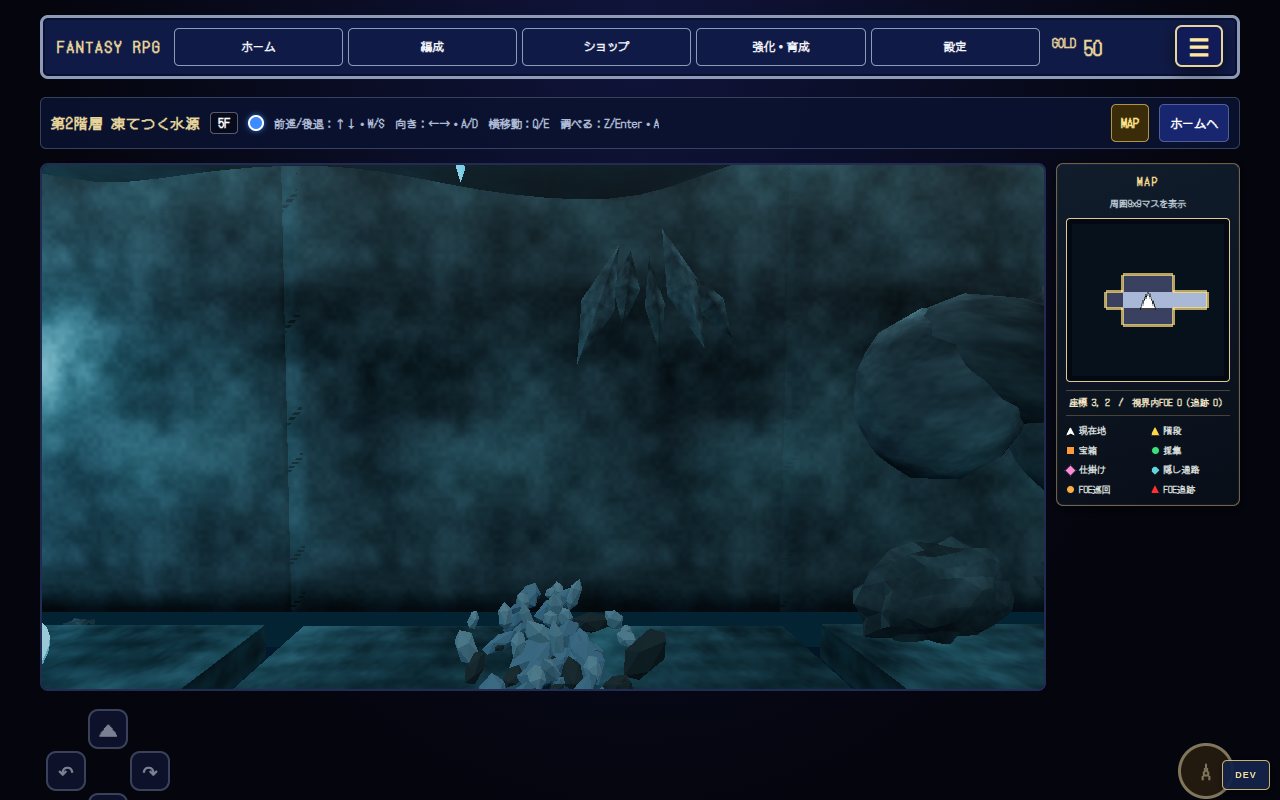 FANTASY RPG
ホーム
編成
ショップ
強化・育成
設定
GOLD 50
第2階層 凍てつく水源
5F
前進/後退：↑↓・W/S 向き：←→・A/D 横移動：Q/E 調べる：Z/Enter・A
MAP
ホームへ
MAP
周囲9x9マスを表示
座標 3, 2 / 視界内FOE 0（追跡 0）
現在地
階段
宝箱
採集
仕掛け
隠し通路
FOE巡回
FOE追跡
A
DEV